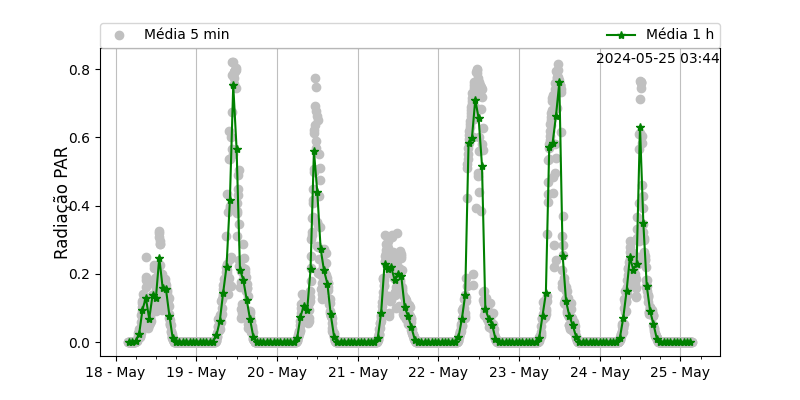 Média 5 min
Média 1 h
2024-05-25 03:44
Radiação PAR
0.8
0.6
0.4
0.2
0.0
18 - May
19 - May
20 - May
21 - May
22 - May
23 - May
24 - May
25 - May